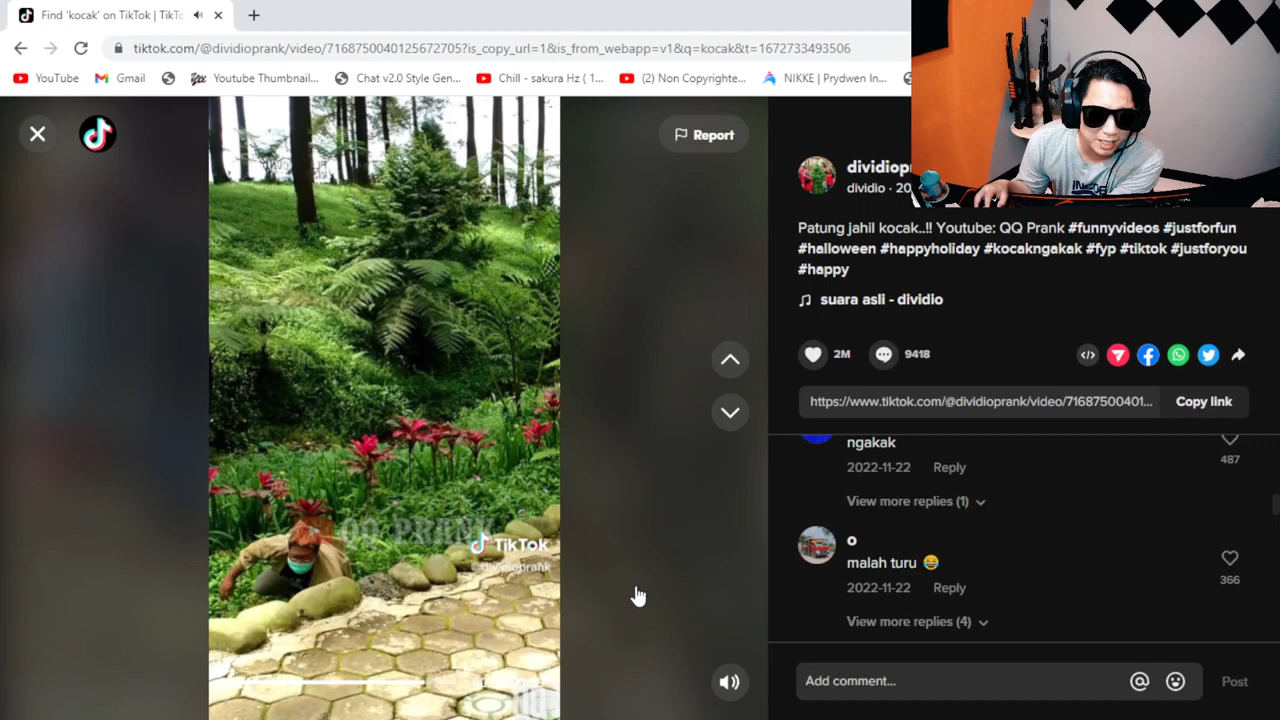 Find 'kocak' on TikTok | TikTo
tiktok.com/@dividioprank/video/7168750040125672705?is_copy_url=1&is_from_webapp=v1&q=kocak&t=1672733493506
YouTube
Gmail
Youtube Thumbnail...
Chat v2.0 Style Gen...
Chill - sakura Hz ( 1...
(2) Non Copyrighte...
NIKKE | Prydwen In...
Report
dividiop
dividio · 20
Patung jahil kocak..!! Youtube: QQ Prank #funnyvideos #justforfun
#halloween #happyholiday #kocakngakak #fyp #tiktok #justforyou
#happy
suara asli - dividio
2M
9418
https://www.tiktok.com/@dividioprank/video/71687500401...
Copy link
ngakak
487
2022-11-22
Reply
View more replies (1)
o
malah turu 😂
366
2022-11-22
Reply
View more replies (4)
QQ PRANK
TikTok
@dividioprank
Add comment...
Post